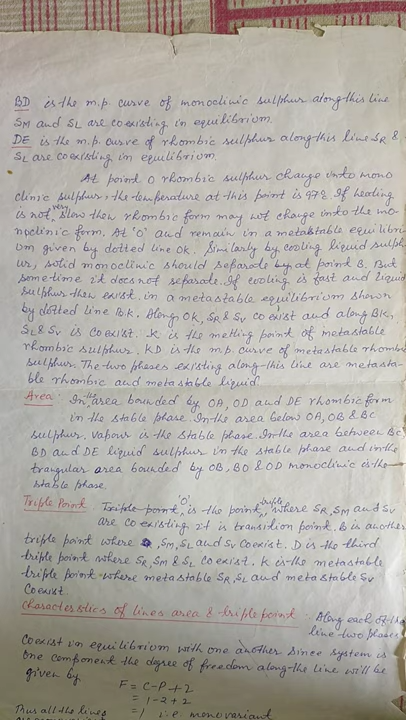 BD is the m.p. curve of monoclinic sulphur along this line
SM and SL are coexisting in equilibrium.
DE is the m.p. curve of rhombic sulphur along this line SR &
SL are coexisting in equilibrium.
At point O rhombic sulphur change into mono
clinic sulphur, the temperature at this point is 97°C. If heating
is not very slow then rhombic form may not change into the mo-
noclinic form. At 'O' and remain in a metastable equilibri
um given by dotted line OK. Similarly by cooling liquid sulph
ur, solid monoclinic should separate by at point B. But
sometime it does not separate. If cooling is fast and liquid
sulphur then exist in a metastable equilibrium shown
by dotted line BK. Along OK, SR & SV co exist and along BK,
SL & SV is coexist. K is the melting point of metastable
rhombic sulphur. KD is the m.p. curve of metastable rhombic
sulphur. The two phases existing along this line are metasta-
ble rhombic and metastable liquid.
Area: In the area bounded by OA, OD and DE rhombic form
in the stable phase. In the area below OA, OB & BC
sulphur, vapour is the stable phase. In the area between BC,
BD and DE liquid sulphur in the stable phase and in the
trangular area bounded by OB, BD & OD monoclinic is the
stable phase.
Triple Point: Triple point, 'O' is the point, triple where SR, SM and SV
are co existing it is transition point. B is another
triple point where SM, SL and SV coexist. D is the third
triple point where SR, SM & SL co exist. K is the metastable
triple point where metastable SR, SL and metastable SV
coexist.
Characteristics of lines area & triple point: Along each of the
line two phases
coexist in equilibrium with one another since system is
one component the degree of freedom along the line will be
given by
F = C-P+2
= 1-2+2
Thus all the lines = 1 i.e. monovariant